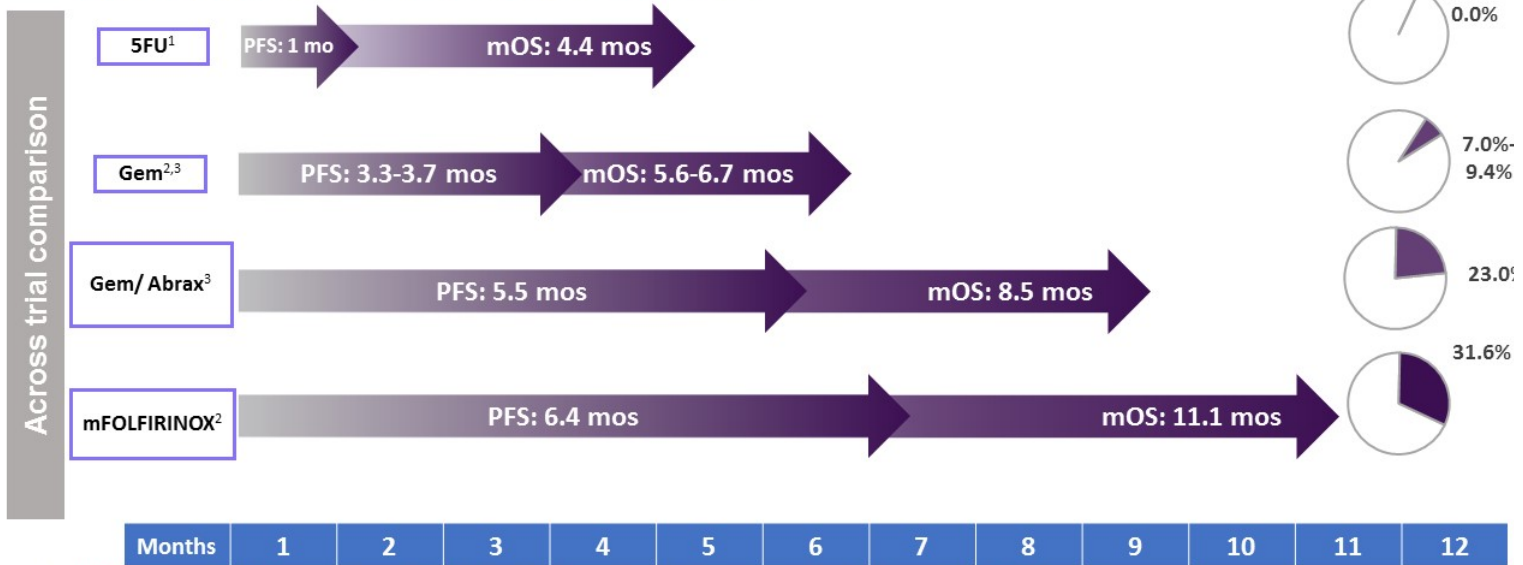 Across trial comparison
5FU1
PFS: 1 mo
mOS: 4.4 mos
0.0%
Gem2,3
PFS: 3.3-3.7 mos
mOS: 5.6-6.7 mos
7.0%-
9.4%
Gem/ Abrax3
PFS: 5.5 mos
mOS: 8.5 mos
23.0%
mFOLFIRINOX2
PFS: 6.4 mos
mOS: 11.1 mos
31.6%
Months 1 2 3 4 5 6 7 8 9 10 11 12